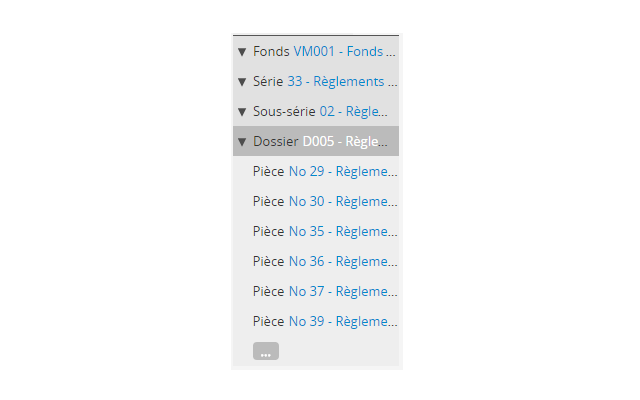 ▼ Fonds VM001 - Fonds ...
▼ Série 33 - Règlements ...
▼ Sous-série 02 - Règle...
▼ Dossier D005 - Règle...
Pièce No 29 - Règleme...
Pièce No 30 - Règleme...
Pièce No 35 - Règleme...
Pièce No 36 - Règleme...
Pièce No 37 - Règleme...
Pièce No 39 - Règleme...
...